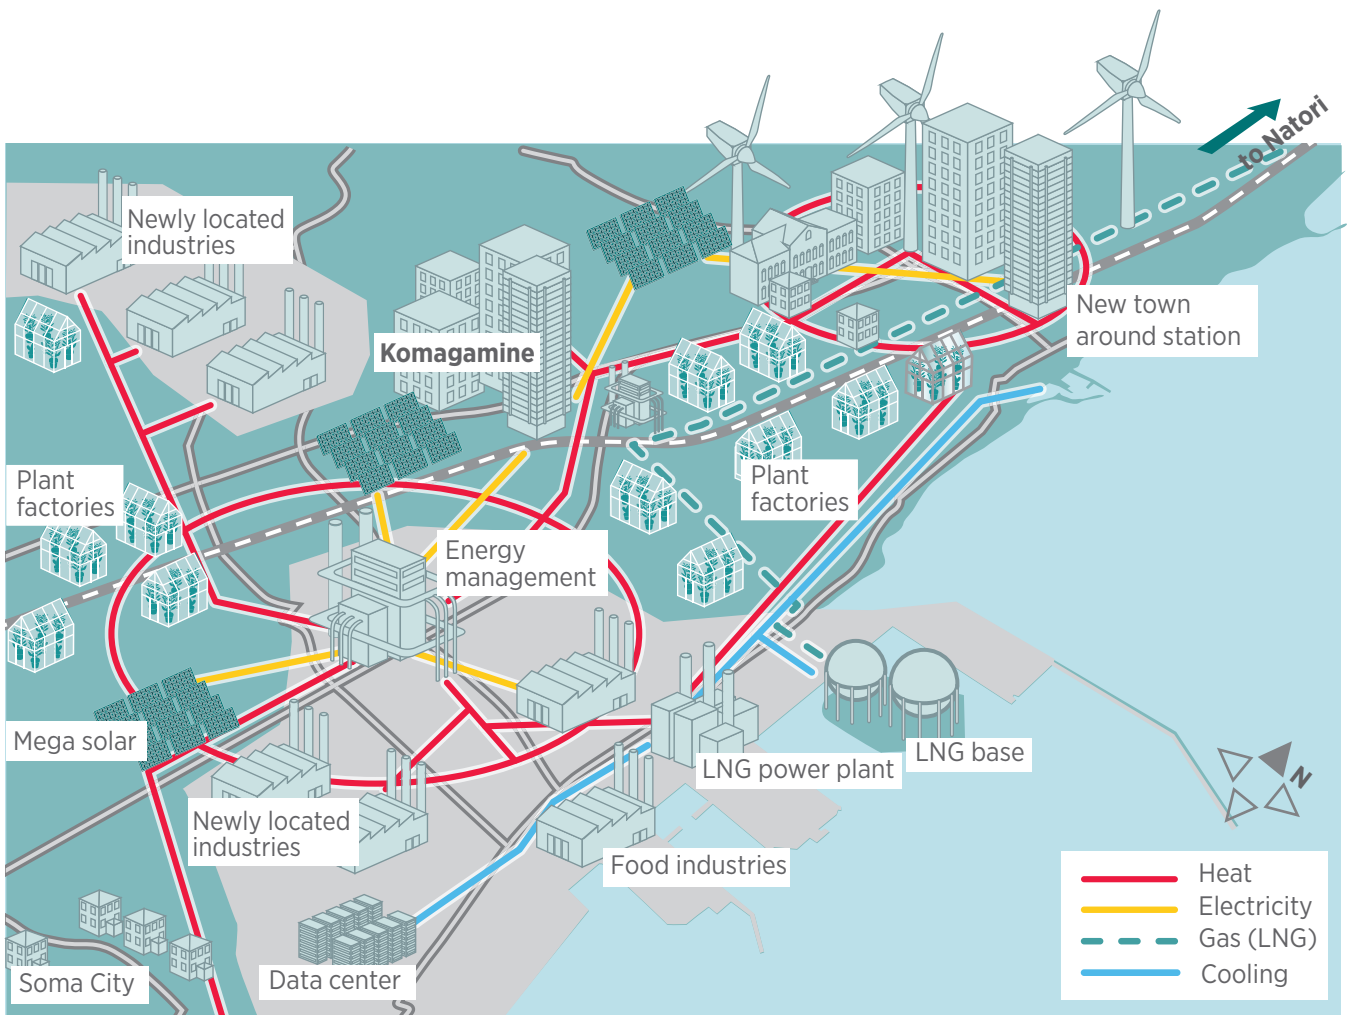 to Natori
Newly located
industries
New town
around station
Komagamine
Plant
factories
Plant
factories
Energy
management
Mega solar
LNG base
LNG power plant
N
Newly located
industries
Food industries
Heat
Electricity
Gas (LNG)
Cooling
Soma City
Data center